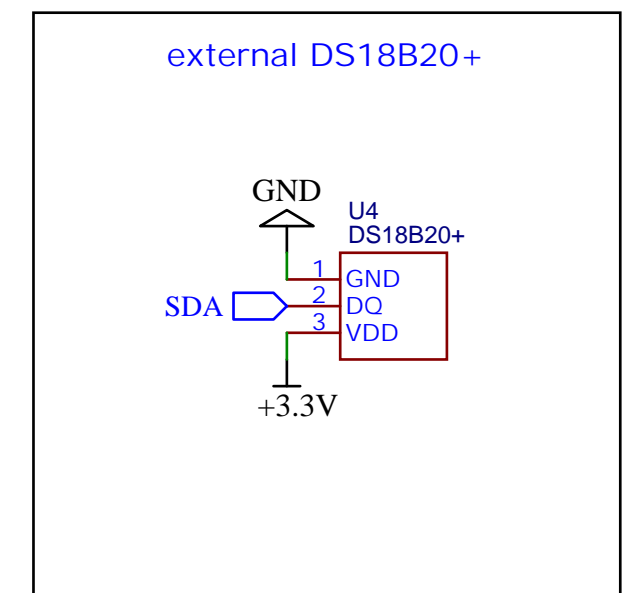 external DS18B20+
GND
U4
DS18B20+
1 GND
SDA 2 DQ
3 VDD
+3.3V